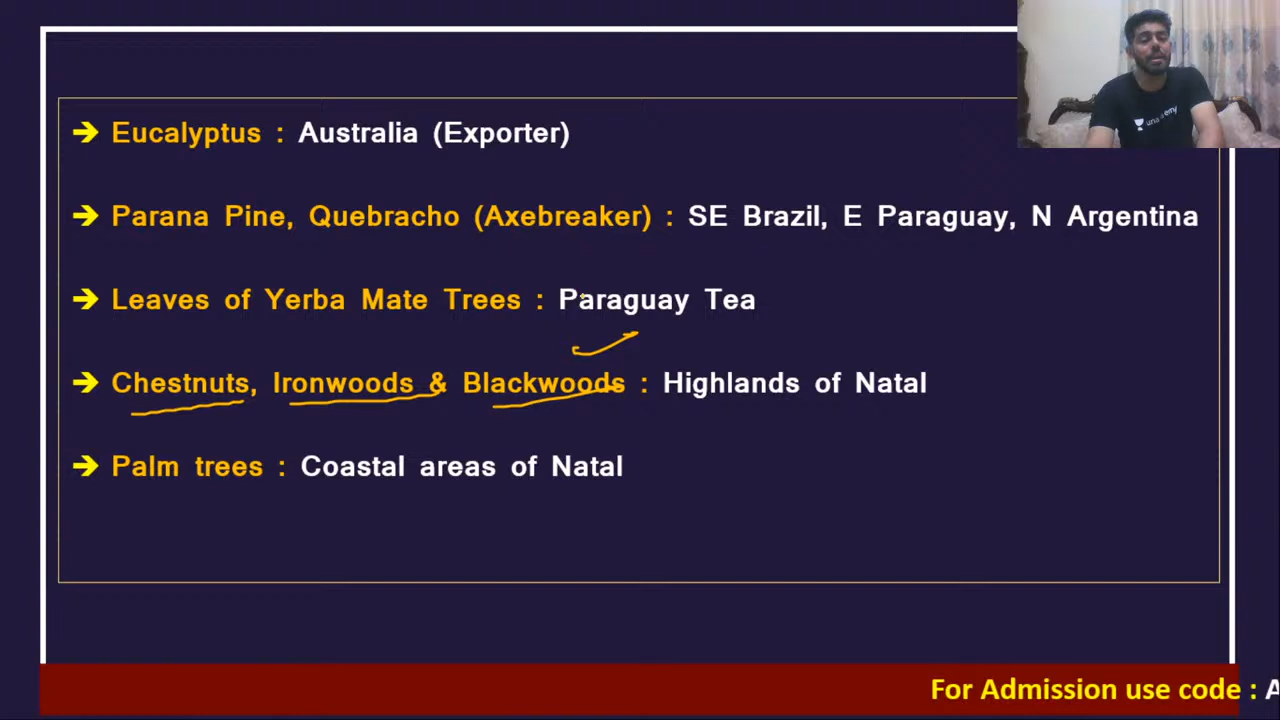 ➔ Eucalyptus : Australia (Exporter)
➔ Parana Pine, Quebracho (Axebreaker) : SE Brazil, E Paraguay, N Argentina
➔ Leaves of Yerba Mate Trees : Paraguay Tea
➔ Chestnuts, Ironwoods & Blackwoods : Highlands of Natal
➔ Palm trees : Coastal areas of Natal
For Admission use code :